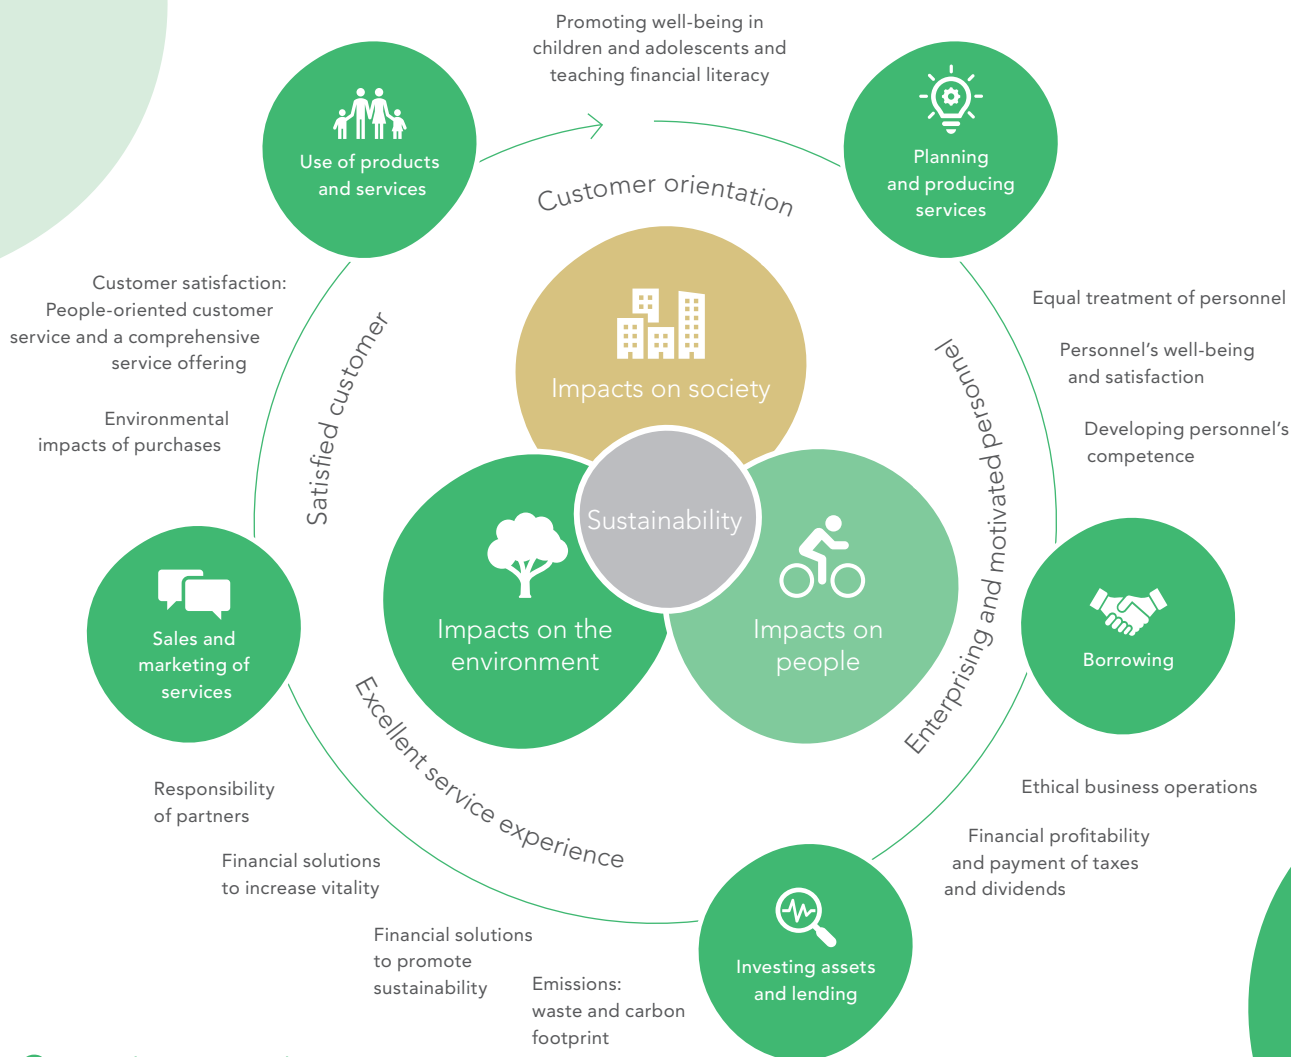 Promoting well-being in
children and adolescents and
teaching financial literacy
Use of products
and services
Planning
and producing
services
Customer orientation
Customer satisfaction:
People-oriented customer
service and a comprehensive
service offering
Environmental
impacts of purchases
Satisfied customer
Impacts on society
Enterprising and motivated personnel
Equal treatment of personnel
Personnel’s well-being
and satisfaction
Developing personnel’s
competence
Sustainability
Impacts on the
environment
Impacts on
people
Sales and
marketing of
services
Borrowing
Excellent service experience
Responsibility
of partners
Financial solutions
to increase vitality
Financial solutions
to promote
sustainability
Emissions:
waste and carbon
footprint
Investing assets
and lending
Ethical business operations
Financial profitability
and payment of taxes
and dividends